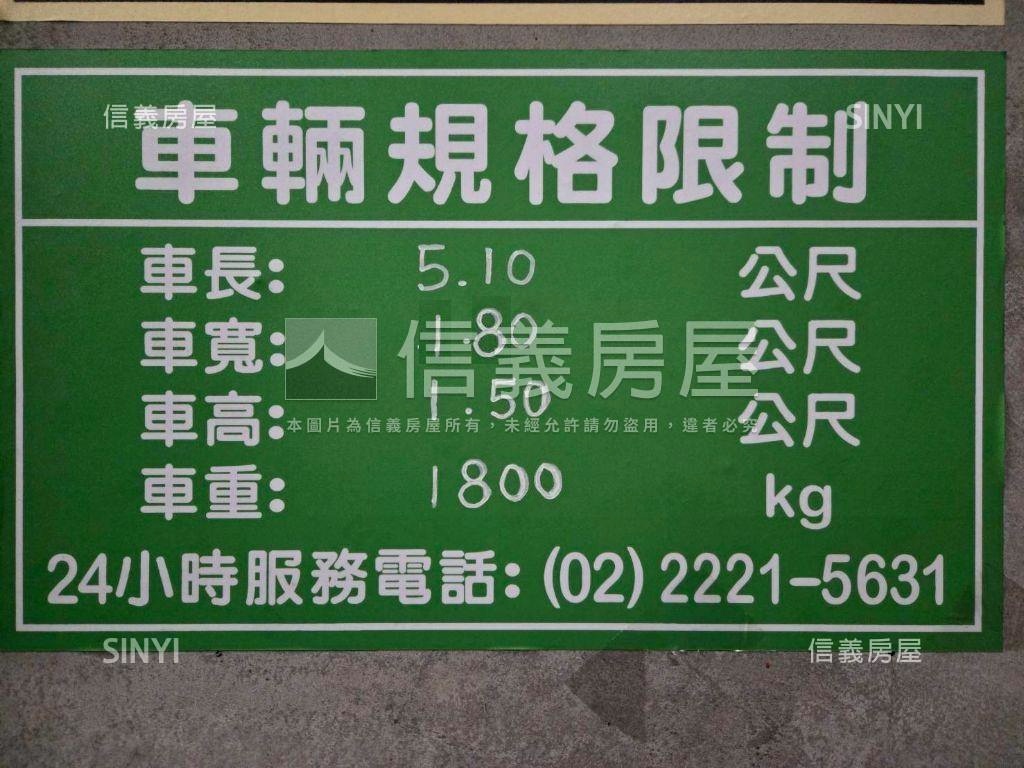 信義房屋
SINYI
車輛規格限制
車長: 5.10 公尺
車寬: 1.80 公尺
信義房屋
車高: 1.50 公尺
本圖片為信義房屋所有，未經允許請勿盜用，違者必究
車重: 1800 kg
24小時服務電話: (02) 2221-5631
SINYI
信義房屋